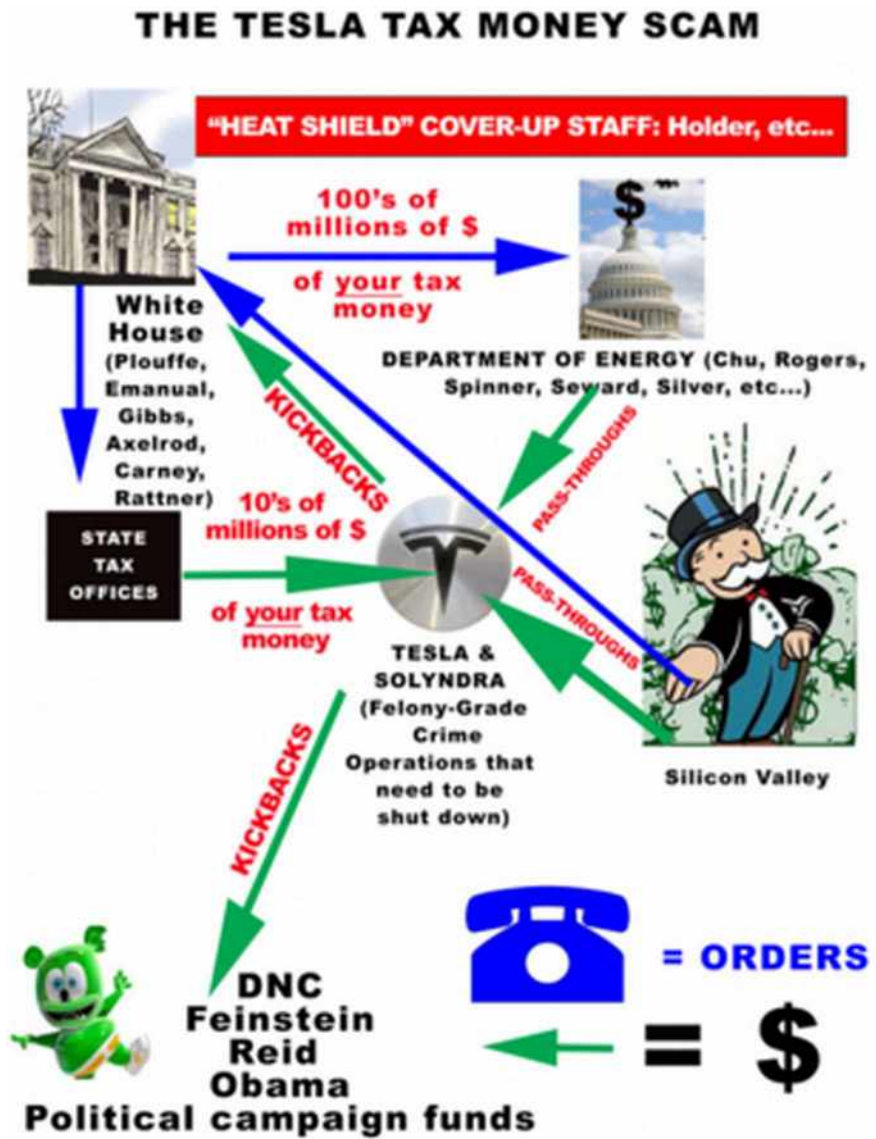 THE TESLA TAX MONEY SCAM
“HEAT SHIELD” COVER-UP STAFF: Holder, etc...
100’s of
millions of $
of your tax
money
$
White
House
(Plouffe,
Emanual,
Gibbs,
Axelrod,
Carney,
Rattner)
DEPARTMENT OF ENERGY (Chu, Rogers,
Spinner, Seward, Silver, etc...)
KICKBACKS
PASS-THROUGHS
10’s of
millions of $
STATE
TAX
OFFICES
of your tax
money
PASS-THROUGHS
TESLA &
SOLYNDRA
(Felony-Grade
Crime
Operations that
need to be
shut down)
Silicon Valley
KICKBACKS
DNC
Feinstein
Reid
Obama
Political campaign funds
= ORDERS
= $